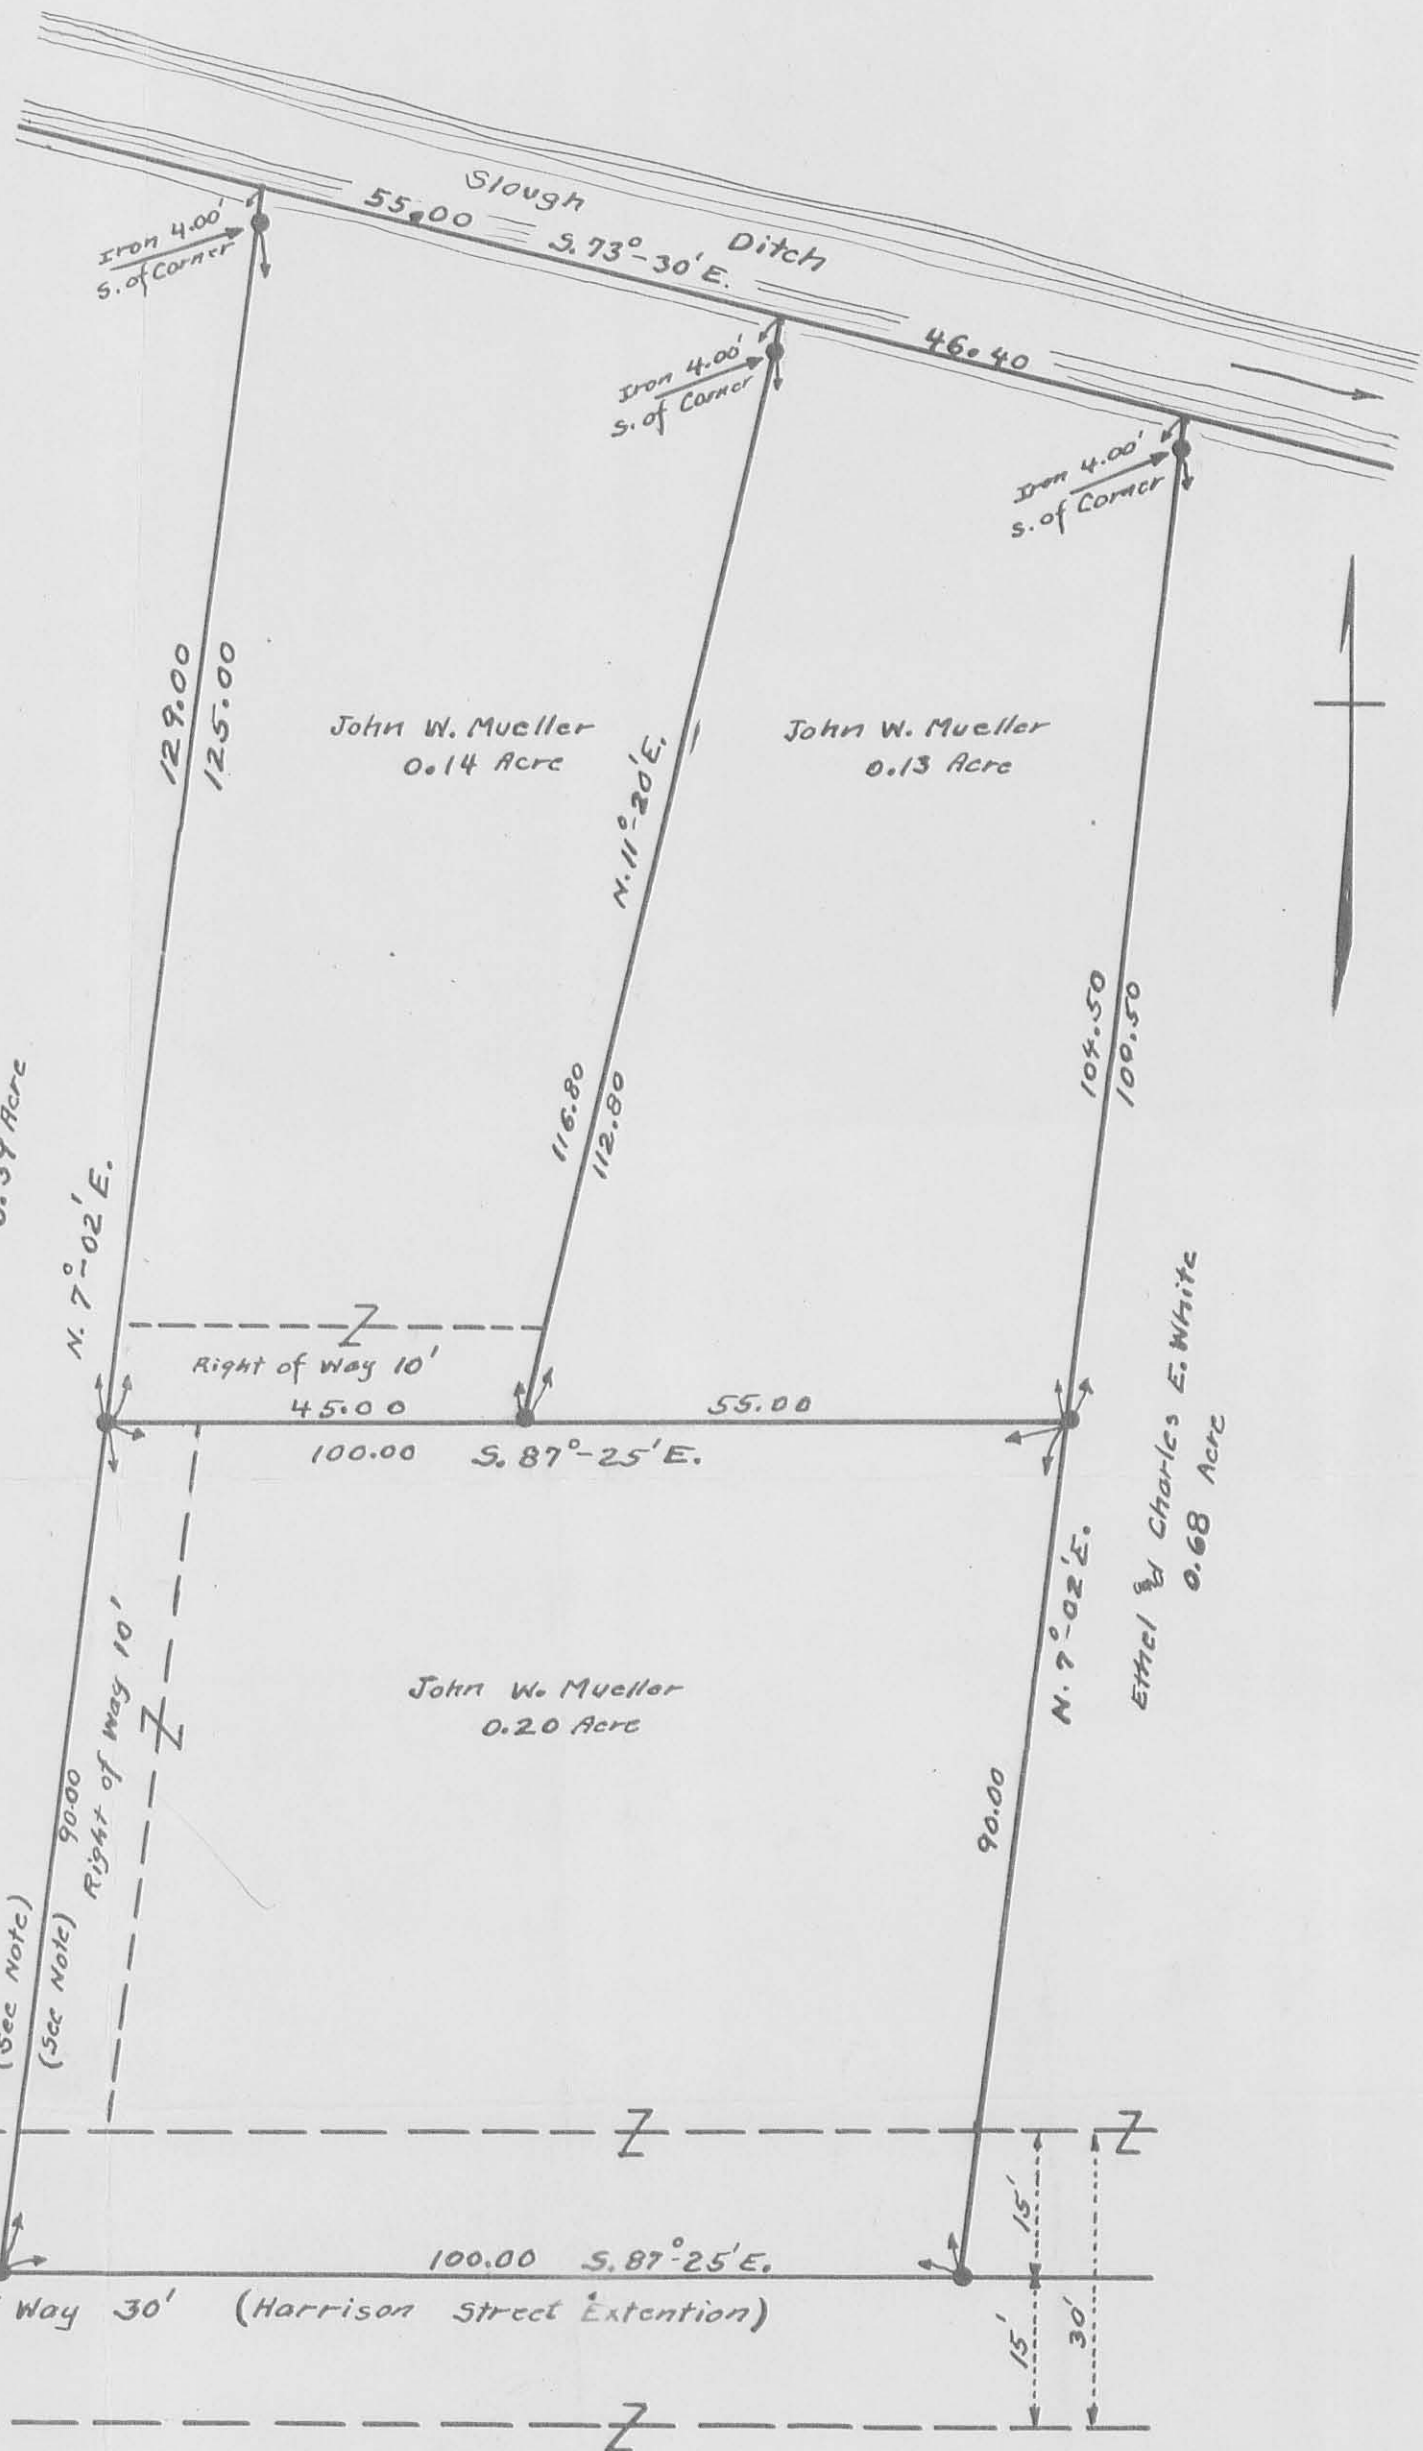 Slough
Ditch
55.00
S. 73°-30' E.
46.40
Iron 4.00'
S. of Corner
Iron 4.00'
S. of Corner
Iron 4.00'
S. of Corner
129.00
125.00
John W. Mueller
0.14 Acre
N. 11°-20' E.
John W. Mueller
0.13 Acre
116.80
112.80
104.50
100.50
Acre
N. 7°-02' E.
Right of Way 10'
45.00
55.00
100.00 S. 87°-25' E.
Ethel & Charles E. White
0.68 Acre
N. 7°-02' E.
90.00
Right of Way 10'
90.00
John W. Mueller
0.20 Acre
(See Note)
(See Note)
15'
100.00 S. 87°-25' E.
Way 30' (Harrison Street Extention)
15'
30'